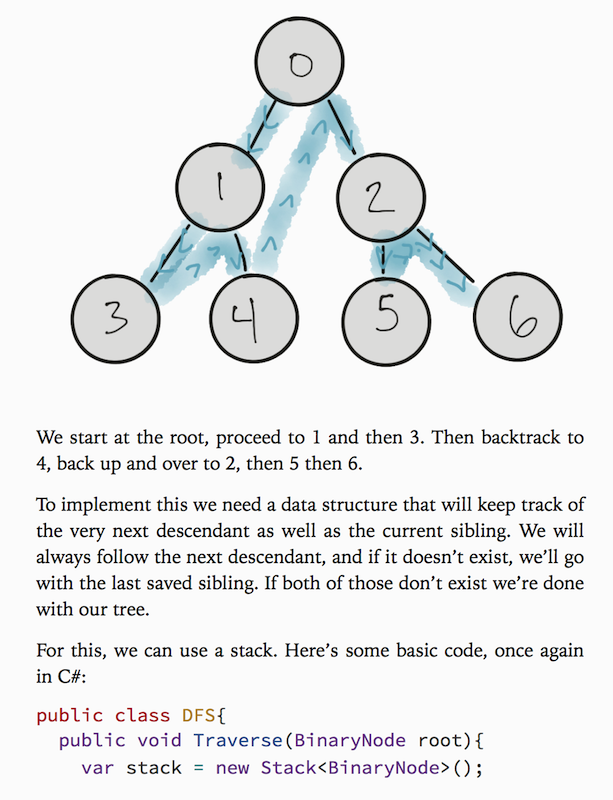 0
1
2
3
4
5
6
We start at the root, proceed to 1 and then 3. Then backtrack to
4, back up and over to 2, then 5 then 6.
To implement this we need a data structure that will keep track of
the very next descendant as well as the current sibling. We will
always follow the next descendant, and if it doesn’t exist, we’ll go
with the last saved sibling. If both of those don’t exist we’re done
with our tree.
For this, we can use a stack. Here’s some basic code, once again
in C#:
public class DFS{
  public void Traverse(BinaryNode root){
    var stack = new Stack<BinaryNode>();